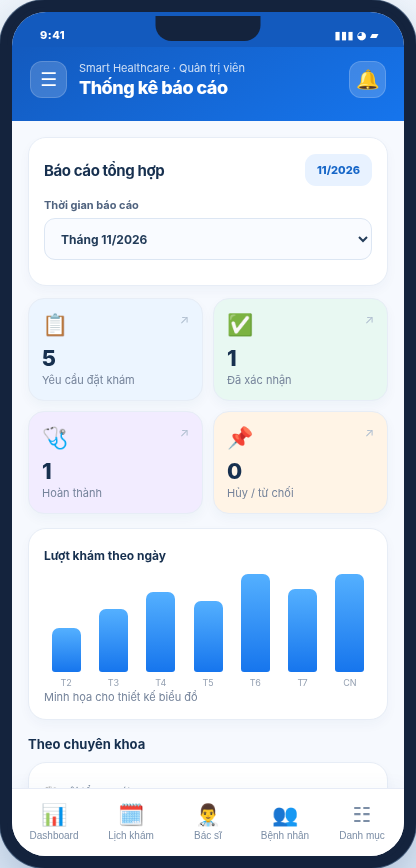 9:41
Smart Healthcare · Quản trị viên
Thống kê báo cáo
Báo cáo tổng hợp
11/2026
Thời gian báo cáo
Tháng 11/2026
5
Yêu cầu đặt khám
1
Đã xác nhận
1
Hoàn thành
0
Hủy / từ chối
Lượt khám theo ngày
T2 T3 T4 T5 T6 T7 CN
Minh họa cho thiết kế biểu đồ
Theo chuyên khoa
Dashboard Lịch khám Bác sĩ Bệnh nhân Danh mục